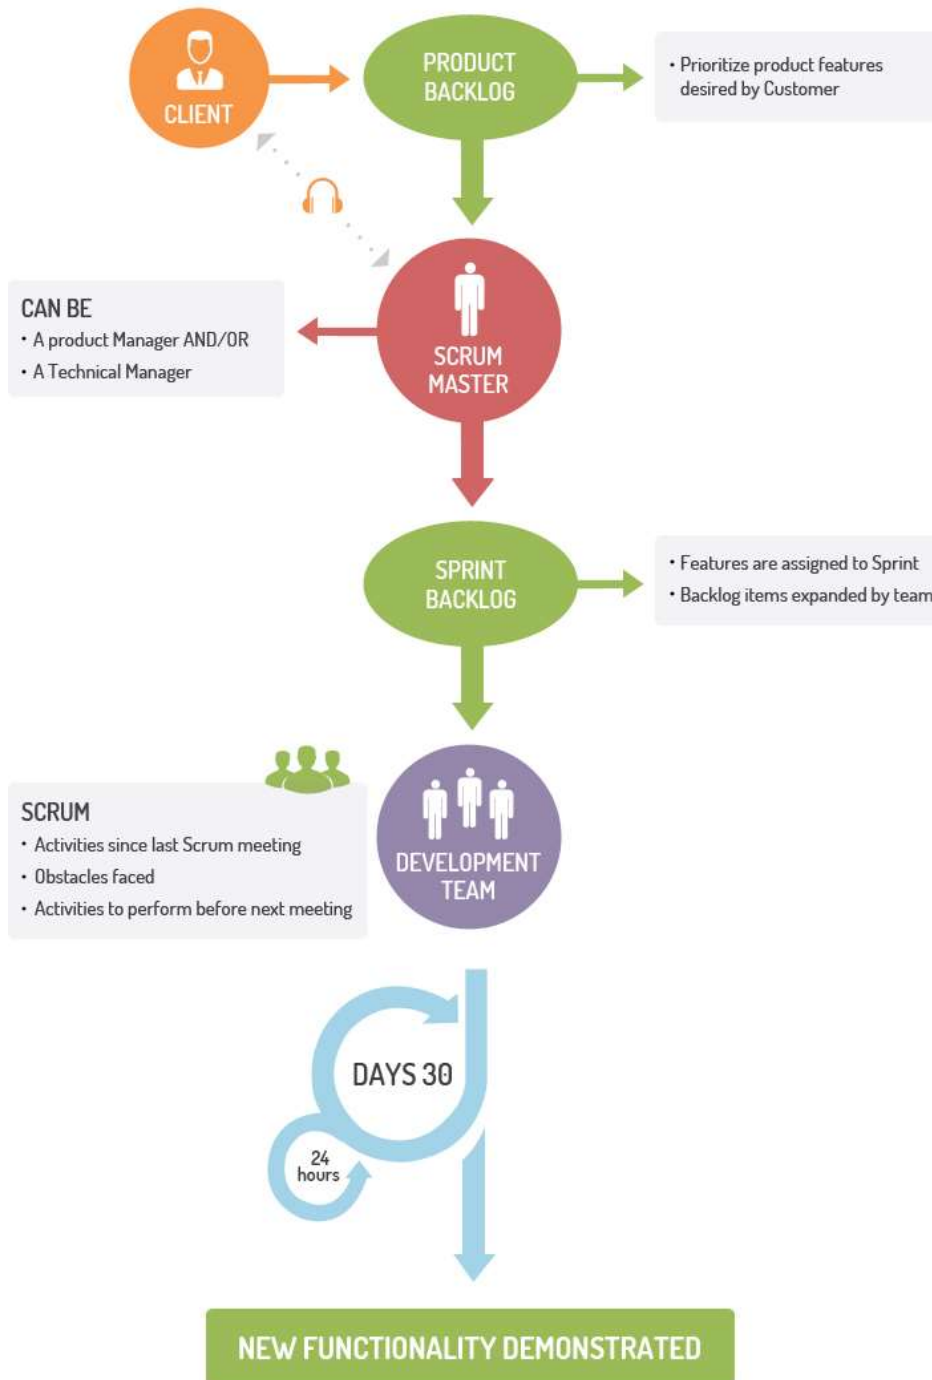 CLIENT
PRODUCT
BACKLOG
• Prioritize product features
desired by Customer
CAN BE
• A product Manager AND/OR
• A Technical Manager
SCRUM
MASTER
SPRINT
BACKLOG
• Features are assigned to Sprint
• Backlog items expanded by team
SCRUM
• Activities since last Scrum meeting
• Obstacles faced
• Activities to perform before next meeting
DEVELOPMENT
TEAM
DAYS 30
24
hours
NEW FUNCTIONALITY DEMONSTRATED